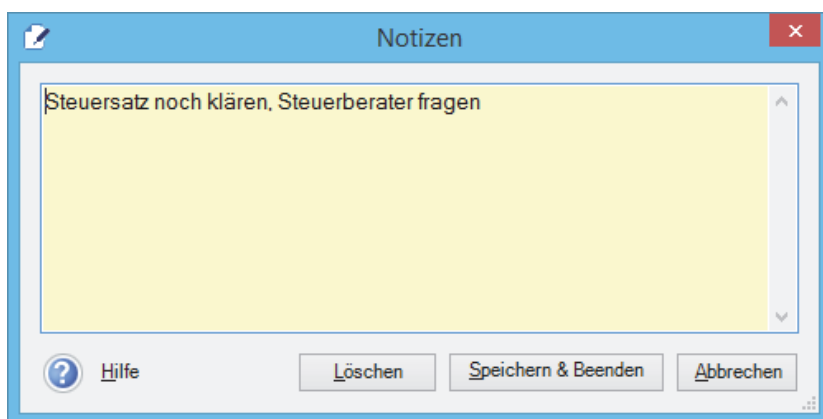 Notizen
Steuersatz noch klären, Steuerberater fragen
Hilfe Löschen Speichern & Beenden Abbrechen